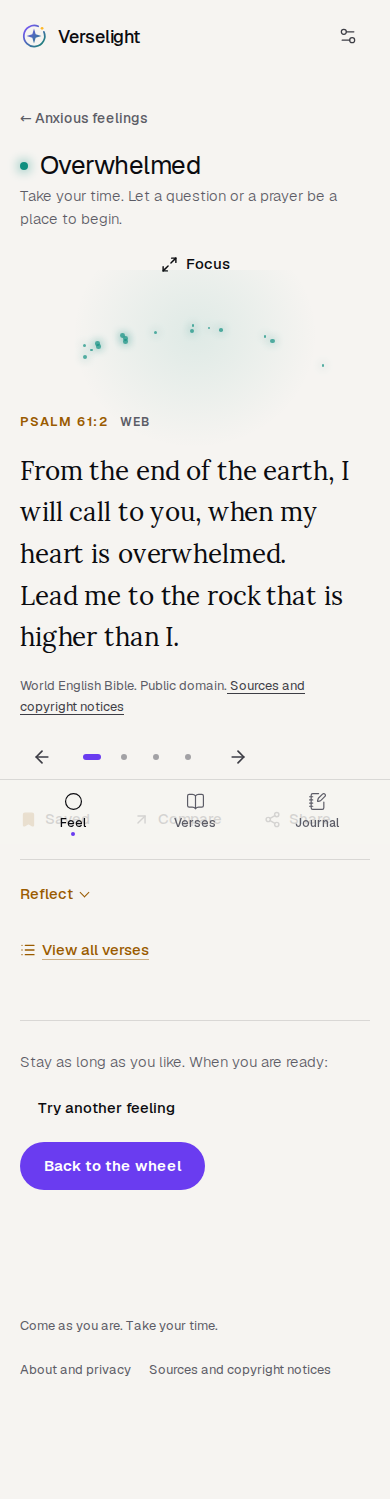 Verselight
← Anxious feelings
Overwhelmed
Take your time. Let a question or a prayer be a
place to begin.
Focus
PSALM 61:2 WEB
From the end of the earth, I
will call to you, when my
heart is overwhelmed.
Lead me to the rock that is
higher than I.
World English Bible. Public domain. Sources and
copyright notices
Saved Compare Share
Feel Verses Journal
Reflect
View all verses
Stay as long as you like. When you are ready:
Try another feeling
Back to the wheel
Come as you are. Take your time.
About and privacy Sources and copyright notices